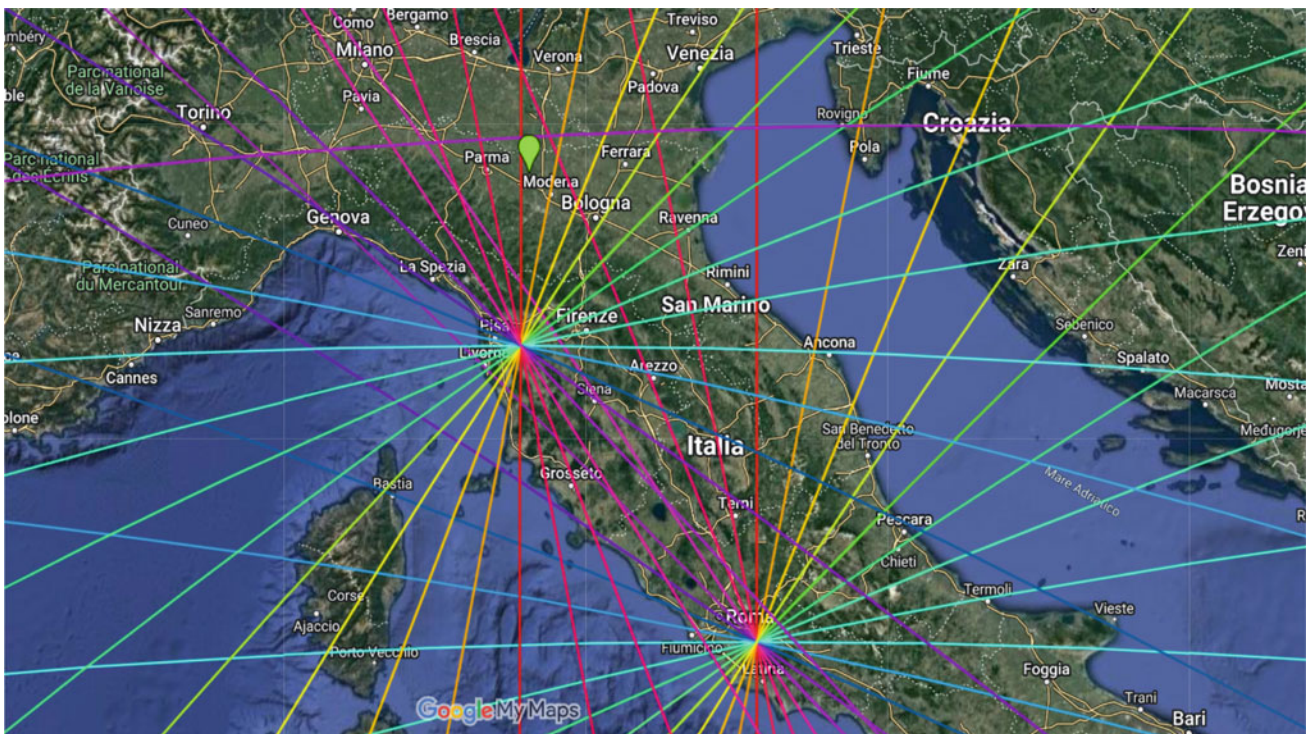 Como
Bergamo
Treviso
Milano
Brescia
Verona
Venezia
Trieste
Parc national
de la Vanoise
Padova
Fiume
Pavia
Torino
Rovigno
Croazia
Parc national
des Écrins
Parma
Ferrara
Pola
Modena
Bosnia
Bologna
Genova
Cuneo
Ravenna
La Spezia
Zara
Parc national
du Mercantour
Rimini
San Marino
Nizza
Sanremo
Firenze
Sebenico
Livorno
Ancona
Spalato
Cannes
Arezzo
Siena
Macarsca
San Benedetto
del Tronto
Italia
Grosseto
Bastia
Mare Adriatico
Terni
Pescara
Chieti
Corse
Termoli
Vieste
Ajaccio
Roma
Porto Vecchio
Fiumicino
Latina
Foggia
Trani
Google My Maps
Bari